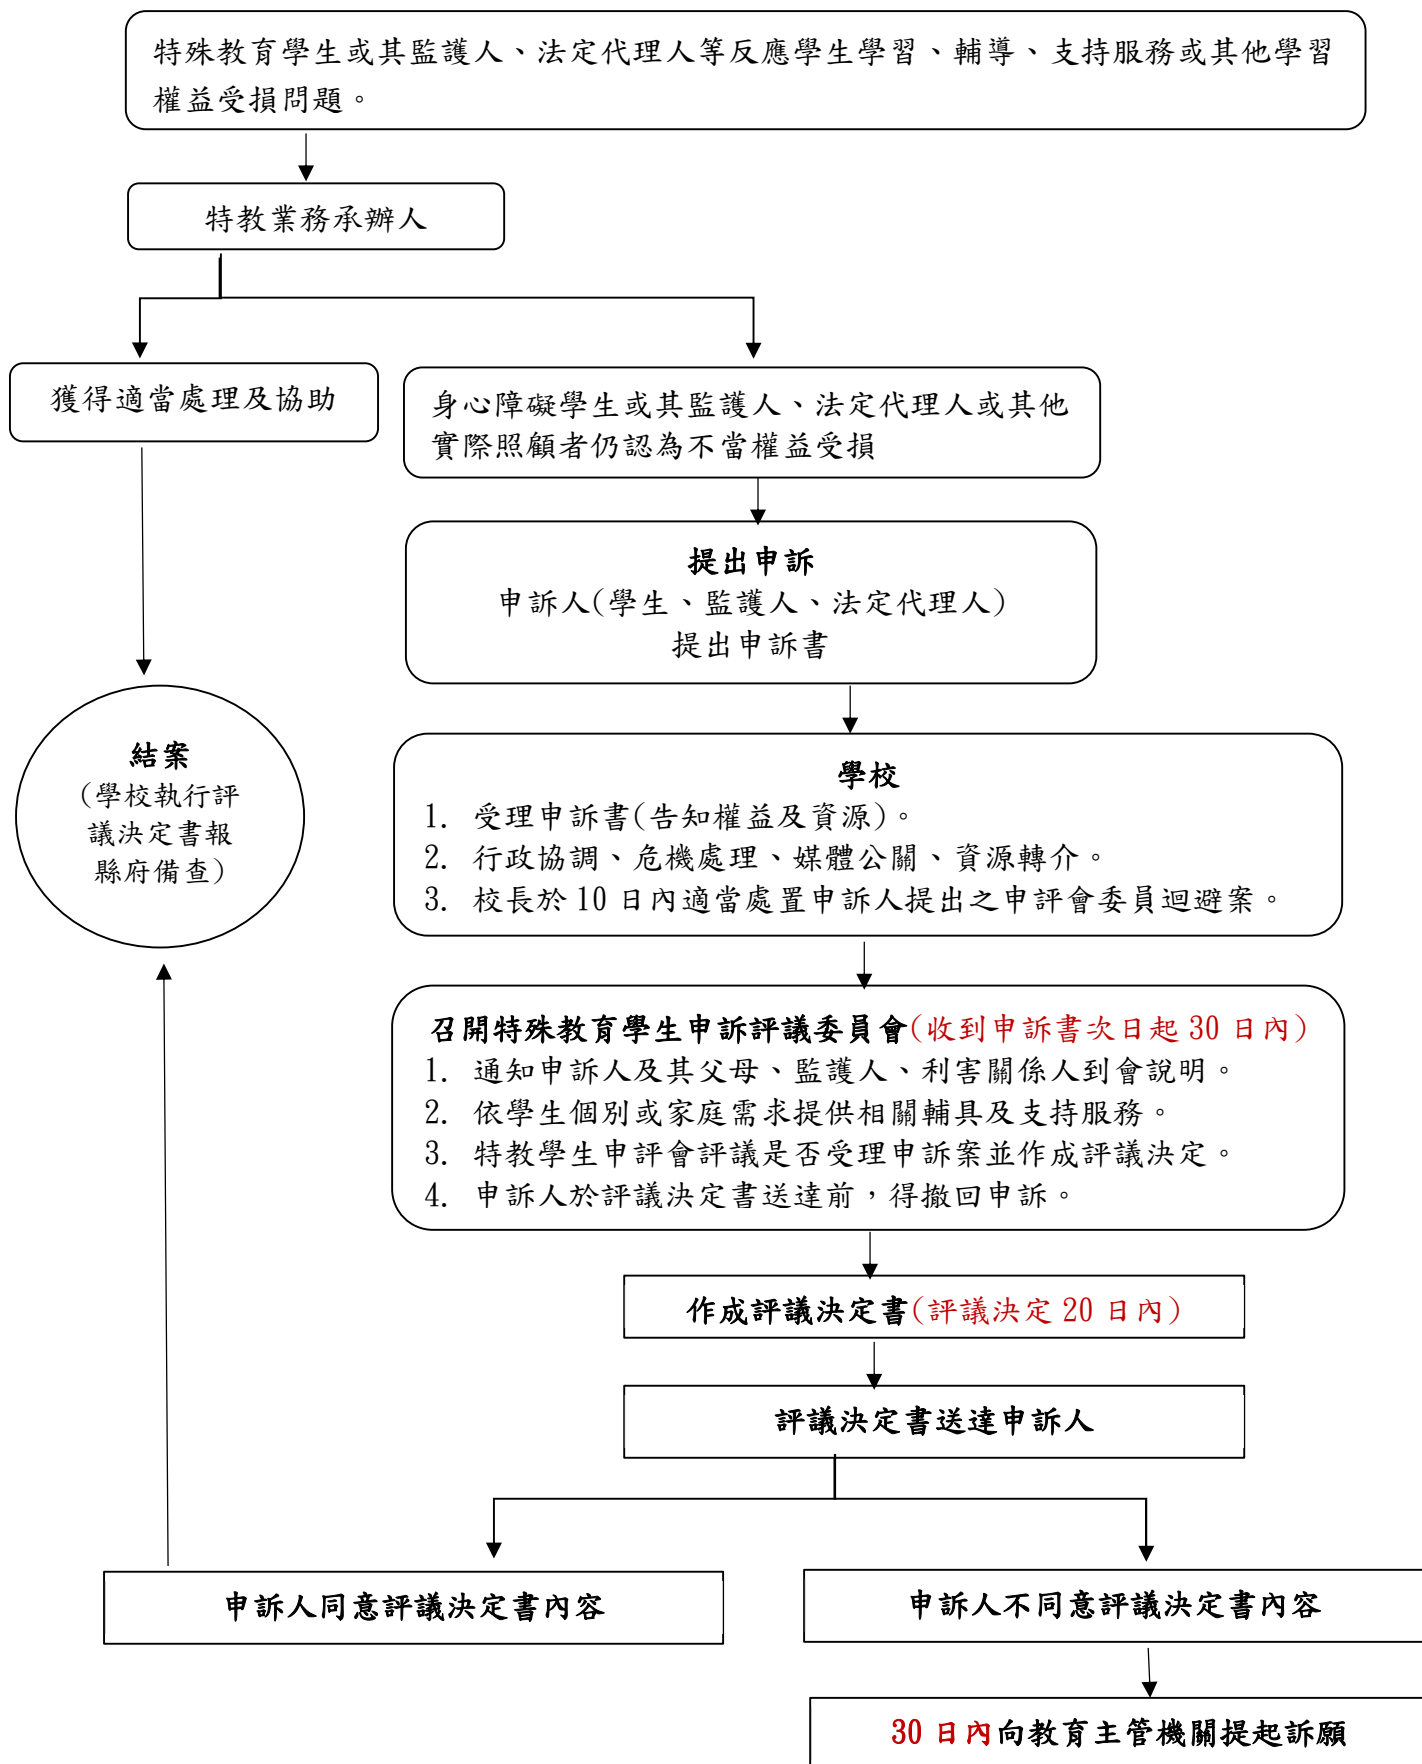 特殊教育學生或其監護人、法定代理人等反應學生學習、輔導、支持服務或其他學習
權益受損問題。
特教業務承辦人
獲得適當處理及協助
身心障礙學生或其監護人、法定代理人或其他
實際照顧者仍認為不當權益受損
提出申訴
申訴人(學生、監護人、法定代理人)
提出申訴書
結案
(學校執行評
議決定書報
縣府備查)
學校
1. 受理申訴書(告知權益及資源)。
2. 行政協調、危機處理、媒體公關、資源轉介。
3. 校長於 10 日內適當處置申訴人提出之申評會委員迴避案。
召開特殊教育學生申訴評議委員會(收到申訴書次日起 30 日內)
1. 通知申訴人及其父母、監護人、利害關係人到會說明。
2. 依學生個別或家庭需求提供相關輔具及支持服務。
3. 特教學生申評會評議是否受理申訴案並作成評議決定。
4. 申訴人於評議決定書送達前，得撤回申訴。
作成評議決定書(評議決定 20 日內)
評議決定書送達申訴人
申訴人同意評議決定書內容
申訴人不同意評議決定書內容
30 日內向教育主管機關提起訴願